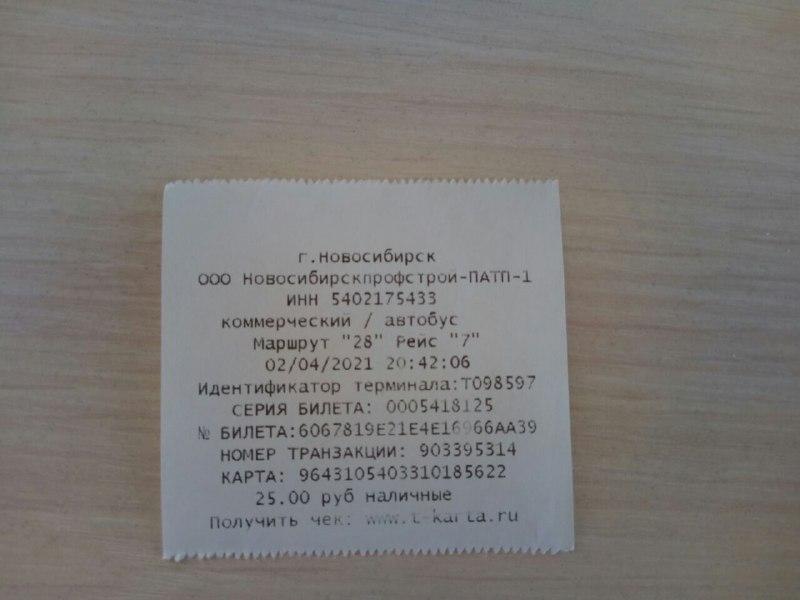 г.Новосибирск
ООО Новосибирскпрофстрой-ПАТП-1
ИНН 5402175433
коммерческий / автобус
Маршрут "28" Рейс "7"
02/04/2021 20:42:06
Идентификатор терминала:T098597
СЕРИЯ БИЛЕТА: 0005418125
№ БИЛЕТА:6067819E21E4E16966AA39
НОМЕР ТРАНЗАКЦИИ: 903395314
КАРТА: 9643105403310185622
25.00 руб наличные
Получить чек: www.t-karta.ru